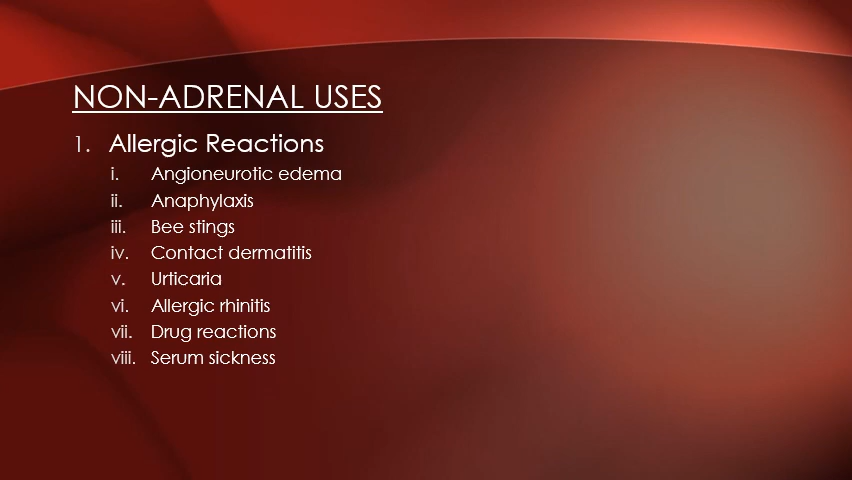 NON-ADRENAL USES
1. Allergic Reactions
i. Angioneurotic edema
ii. Anaphylaxis
iii. Bee stings
iv. Contact dermatitis
v. Urticaria
vi. Allergic rhinitis
vii. Drug reactions
viii. Serum sickness